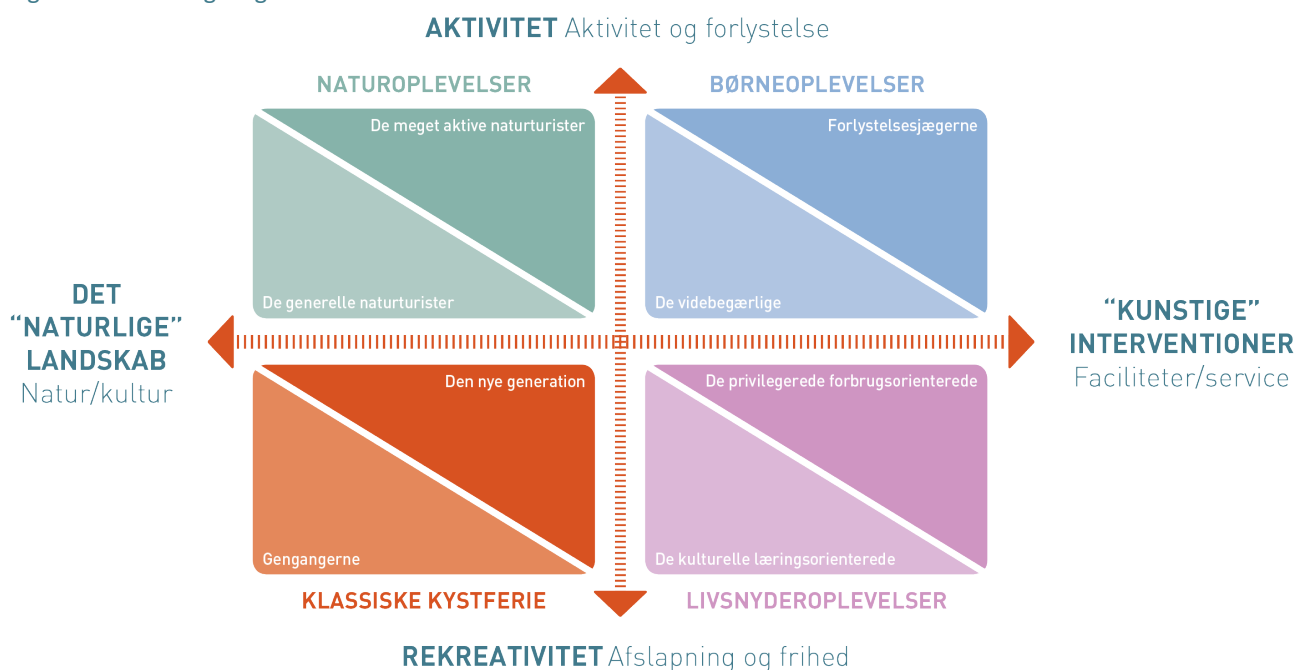 AKTIVITET Aktivitet og forlystelse
NATUROPLEVELSER
BØRNEOPLEVELSER
De meget aktive naturturister
Forlystelsesjægerne
De generelle naturturister
De videbegærlige
DET
“NATURLIGE”
LANDSKAB
Natur/kultur
“KUNSTIGE”
INTERVENTIONER
Faciliteter/service
Den nye generation
De privilegerede forbrugsorienterede
Gengangerne
De kulturelle læringsorienterede
KLASSISKE KYSTFERIE
LIVSNYDEROPLEVELSER
REKREATIVITET Afslapning og frihed